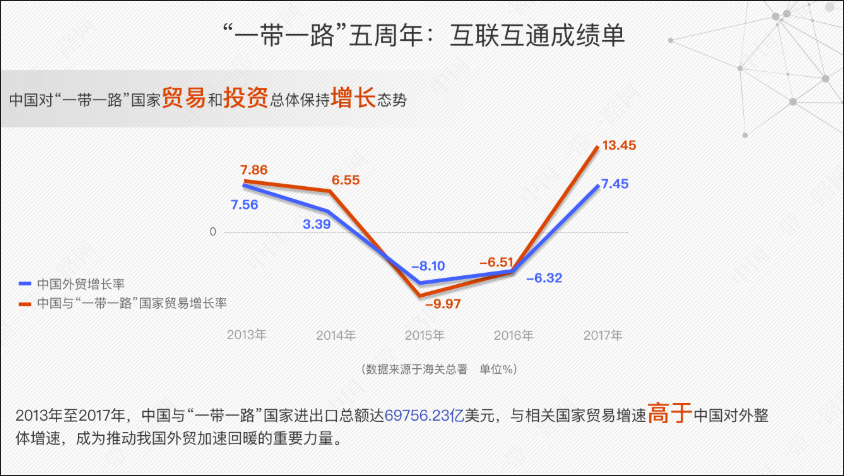 “一带一路”五周年：互联互通成绩单
中国对“一带一路”国家贸易和投资总体保持增长态势
13.45
7.86
6.55
7.45
7.56
3.39
0
-8.10
-6.51
-6.32
-9.97
中国外贸增长率
中国与“一带一路”国家贸易增长率
2013年 2014年 2015年 2016年 2017年
（数据来源于海关总署 单位%）
2013年至2017年，中国与“一带一路”国家进出口总额达69756.23亿美元，与相关国家贸易增速高于中国对外整
体增速，成为推动我国外贸加速回暖的重要力量。